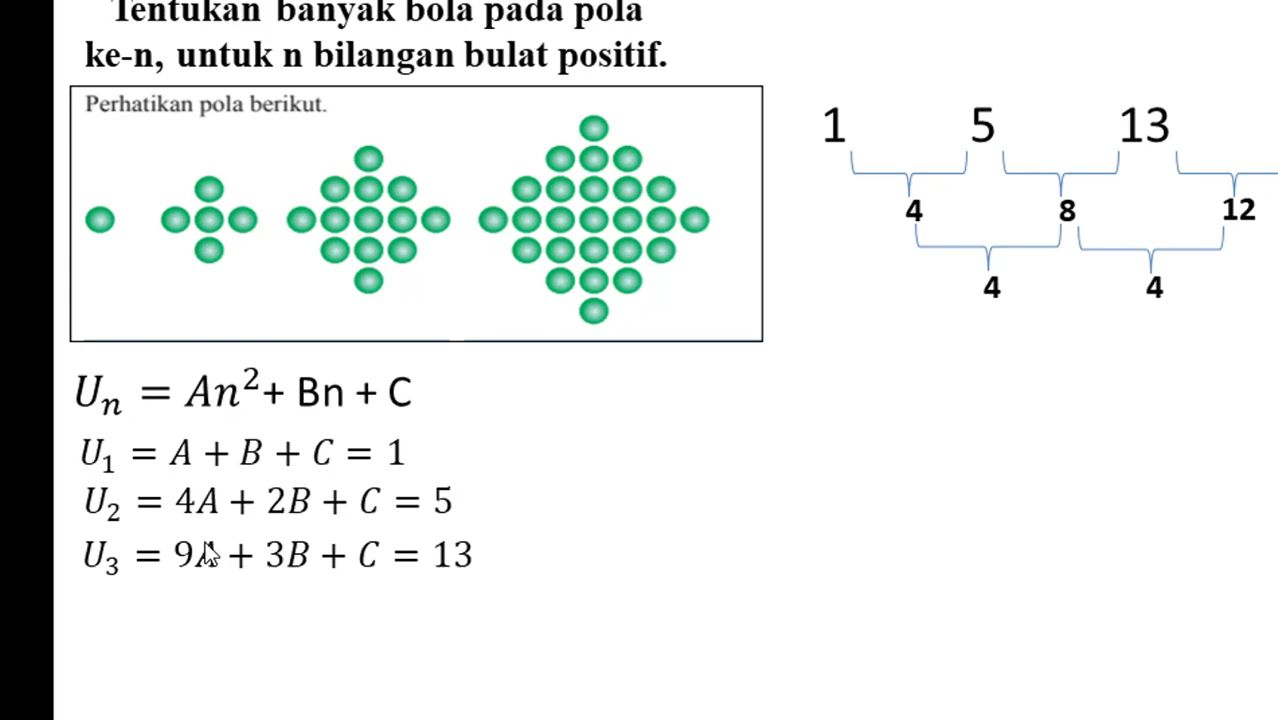 Tentukan banyak bola pada pola
ke-n, untuk n bilangan bulat positif.
Perhatikan pola berikut.
1 5 13
4 8 12
4 4
Uₙ = An² + Bn + C
U₁ = A + B + C = 1
U₂ = 4A + 2B + C = 5
U₃ = 9A + 3B + C = 13